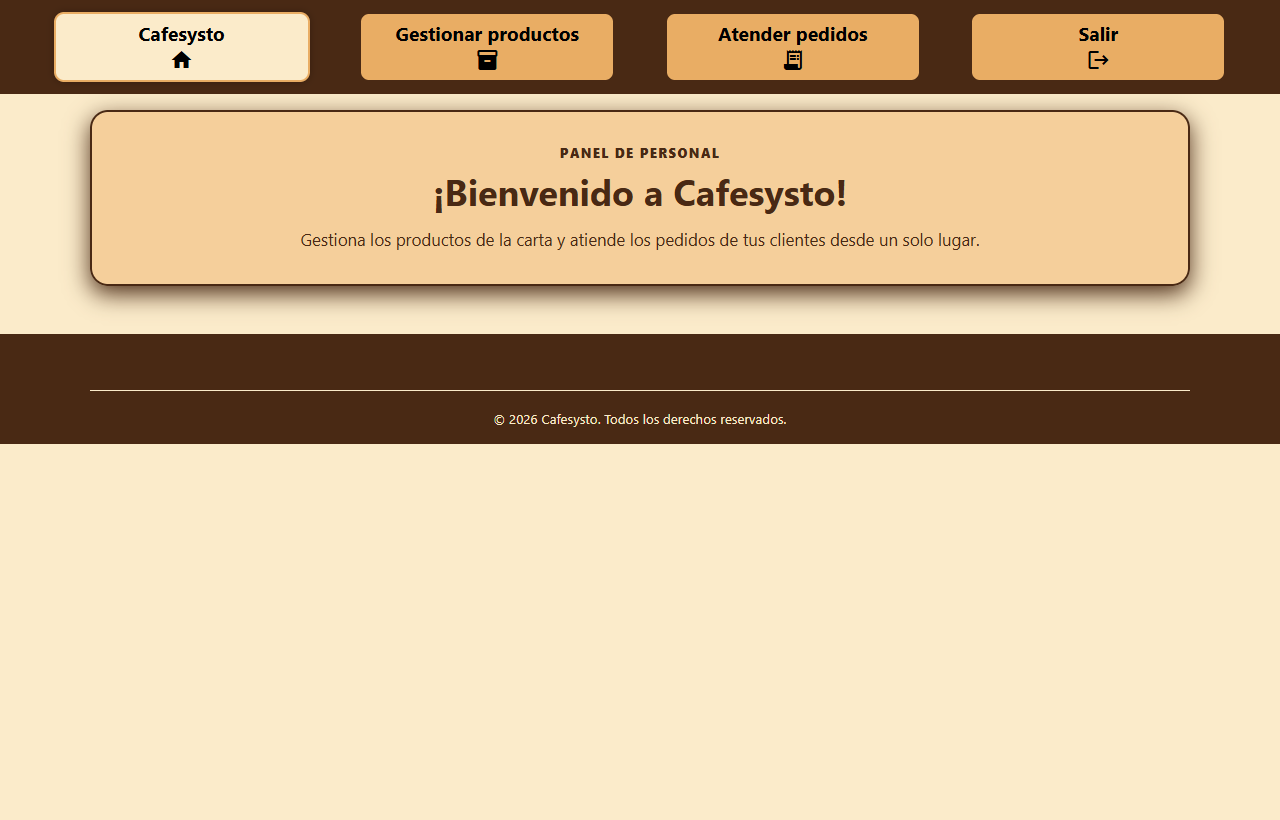 Cafesysto
Gestionar productos
Atender pedidos
Salir
PANEL DE PERSONAL
¡Bienvenido a Cafesysto!
Gestiona los productos de la carta y atiende los pedidos de tus clientes desde un solo lugar.
© 2026 Cafesysto. Todos los derechos reservados.